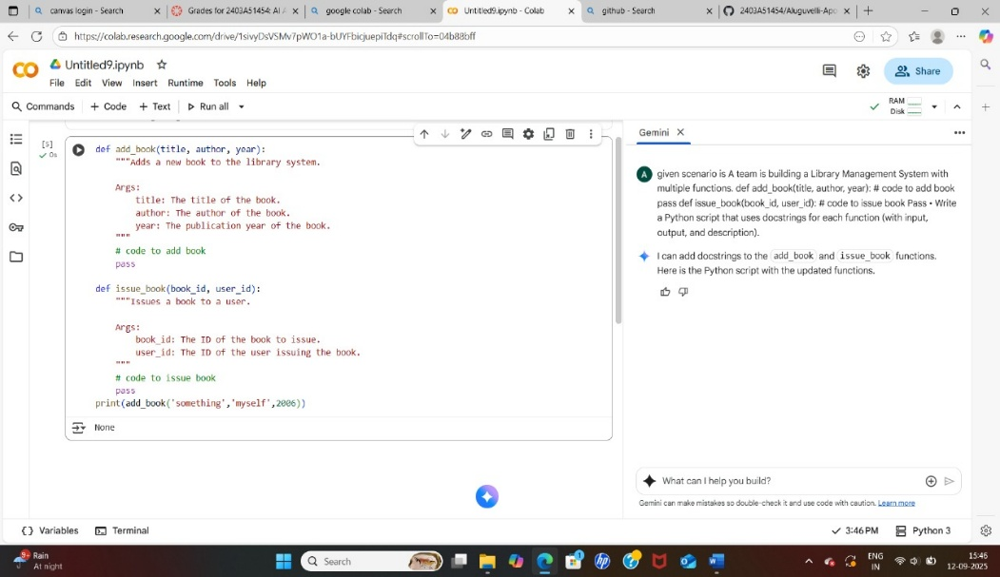 canvas login - Search
Grades for 2403A51454: AI A
google colab - Search
Untitled9.ipynb - Colab
github - Search
2403A51454/Aluguvelli-Apo
https://colab.research.google.com/drive/1sivyDsVSMv7pWO1a-bUYFbicjuepiTdq#scrollTo=04b88bff
CO
Untitled9.ipynb
File Edit View Insert Runtime Tools Help
Share
Commands + Code + Text Run all
RAM
Disk
[5]
0s
def add_book(title, author, year):
"""Adds a new book to the library system.
Args:
title: The title of the book.
author: The author of the book.
year: The publication year of the book.
"""
# code to add book
pass
def issue_book(book_id, user_id):
"""Issues a book to a user.
Args:
book_id: The ID of the book to issue.
user_id: The ID of the user issuing the book.
"""
# code to issue book
pass
print(add_book('something','myself',2006))
None
Gemini
A
given scenario is A team is building a Library Management System with
multiple functions. def add_book(title, author, year): # code to add book
pass def issue_book(book_id, user_id): # code to issue book Pass • Write
a Python script that uses docstrings for each function (with input,
output, and description).
I can add docstrings to the add_book and issue_book functions.
Here is the Python script with the updated functions.
What can I help you build?
Gemini can make mistakes so double-check it and use code with caution. Learn more
{} Variables Terminal
3:46 PM Python 3
Rain
At night
Search
ENG
IN
15:46
12-09-2025